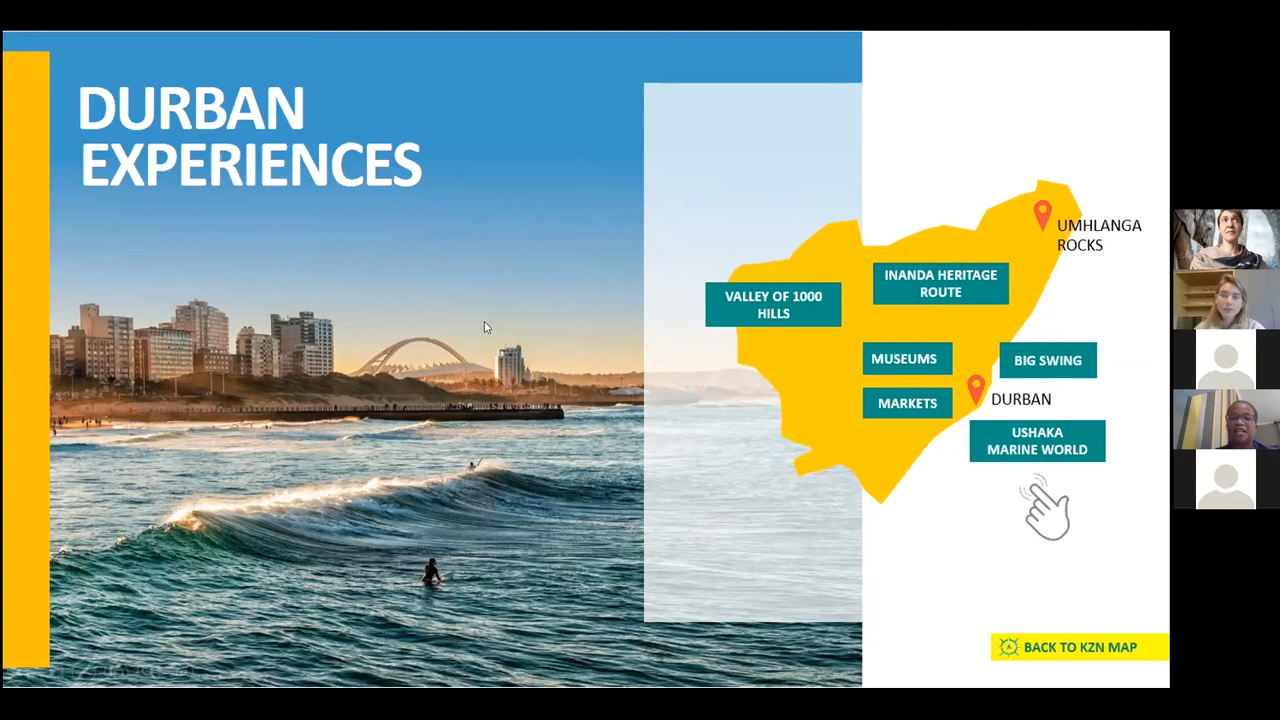 DURBAN
EXPERIENCES
UMHLANGA
ROCKS
INANDA HERITAGE
ROUTE
VALLEY OF 1000
HILLS
MUSEUMS
BIG SWING
MARKETS
DURBAN
USHAKA
MARINE WORLD
BACK TO KZN MAP